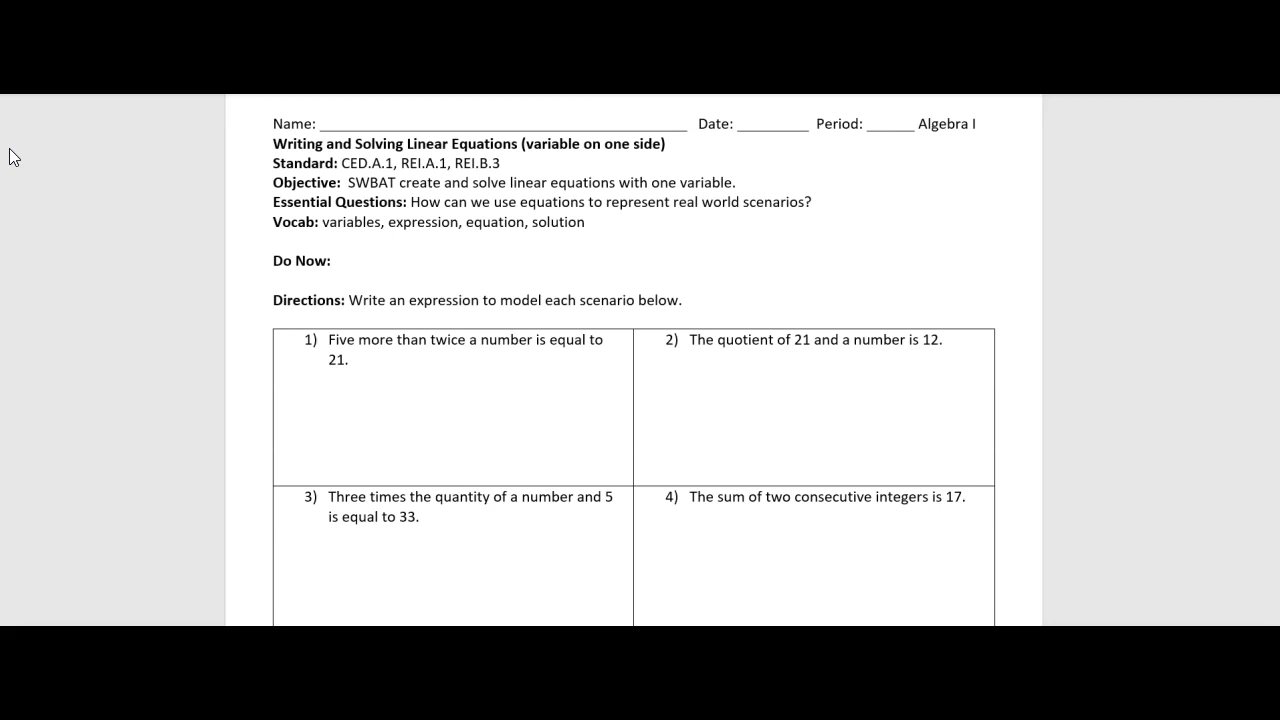 Name: _______________________________________________ Date: _________ Period: ______ Algebra I
Writing and Solving Linear Equations (variable on one side)
Standard: CED.A.1, REI.A.1, REI.B.3
Objective: SWBAT create and solve linear equations with one variable.
Essential Questions: How can we use equations to represent real world scenarios?
Vocab: variables, expression, equation, solution
Do Now:
Directions: Write an expression to model each scenario below.
1) Five more than twice a number is equal to
21.
2) The quotient of 21 and a number is 12.
3) Three times the quantity of a number and 5
is equal to 33.
4) The sum of two consecutive integers is 17.